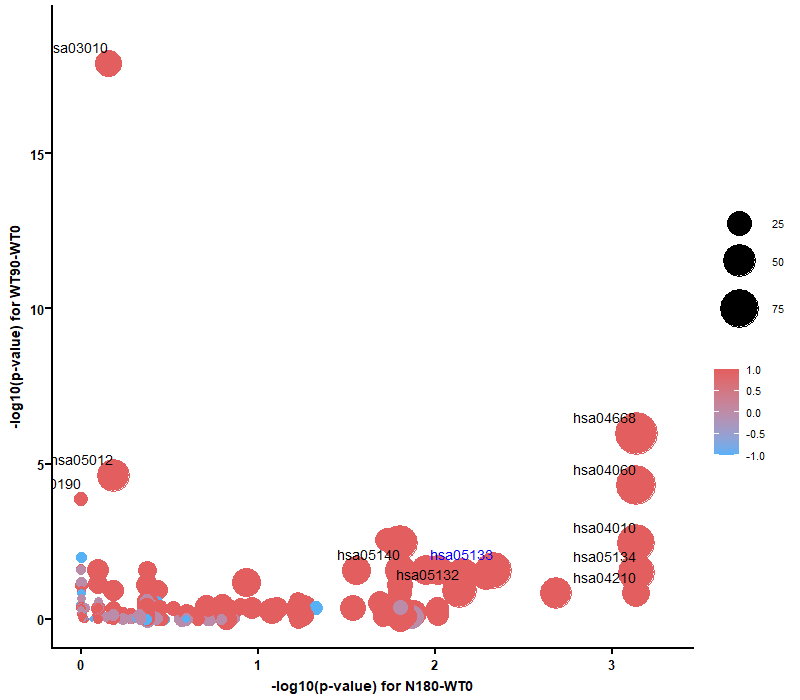 sa03010
15
10
5
0
-log10(p-value) for WT90-WT0
hsa05012
0190
hsa04668
hsa04060
hsa04010
hsa05134
hsa04210
hsa05140
hsa05133
hsa05132
0
1
2
3
-log10(p-value) for N180-WT0
25
50
75
1.0
0.5
0.0
-0.5
-1.0